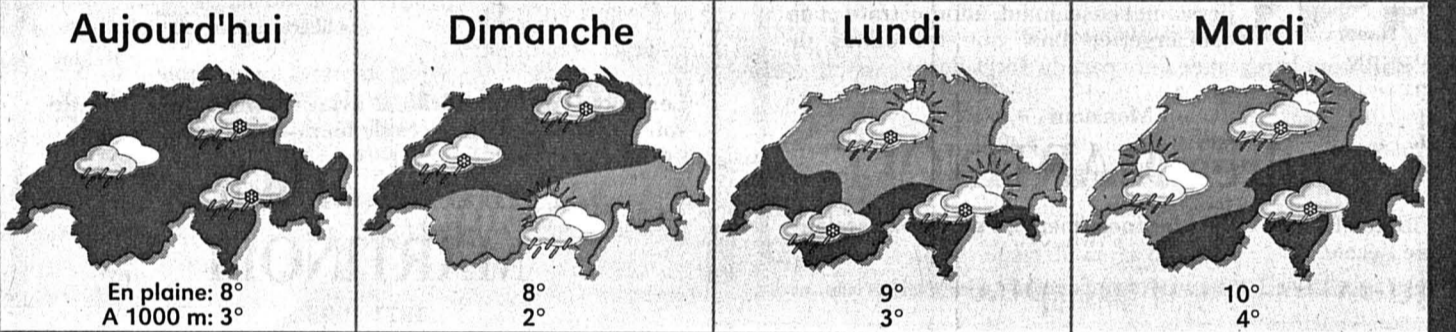 Aujourd'hui
En plaine: 8°
A 1000 m: 3°
Dimanche
8°
2°
Lundi
9°
3°
Mardi
10°
4°